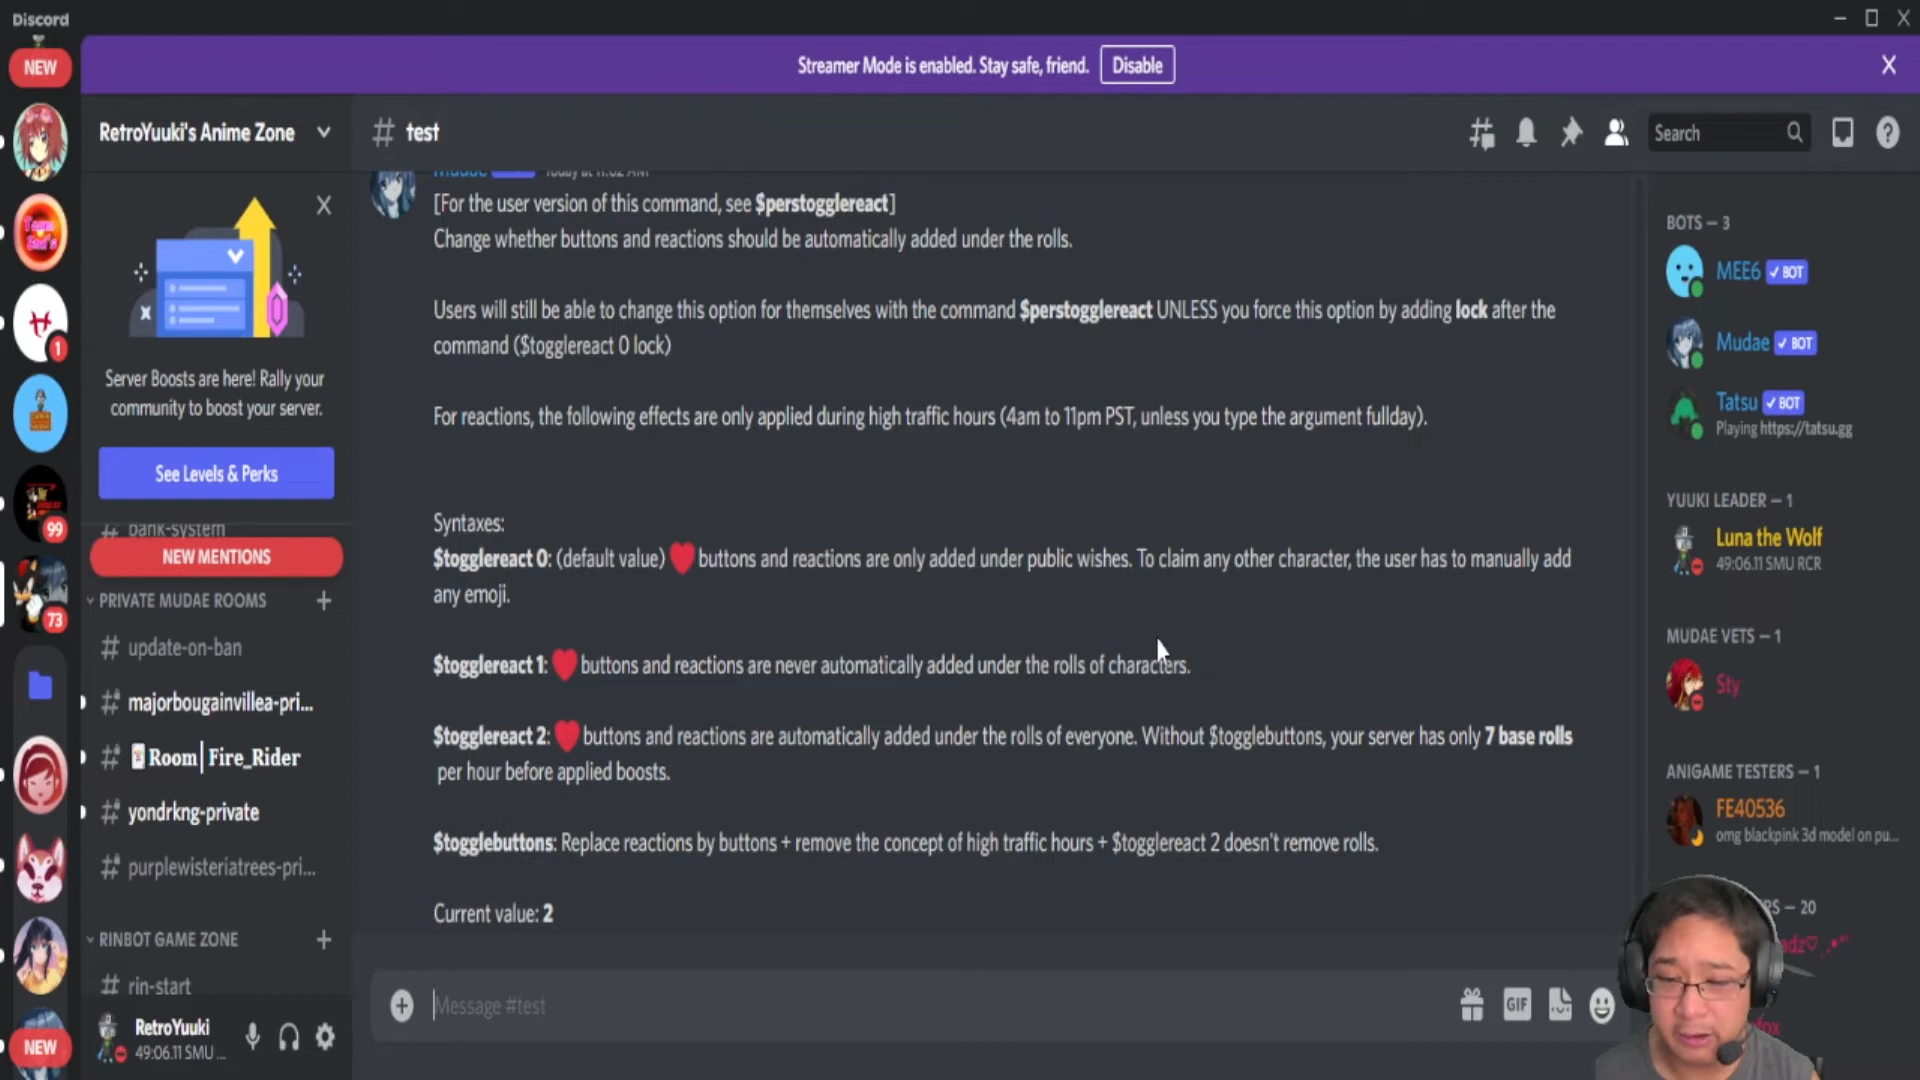 Discord
NEW
Streamer Mode is enabled. Stay safe, friend.
Disable
X
RetroYuuki's Anime Zone
# test
Search
Server Boosts are here! Rally your
community to boost your server.
See Levels & Perks
# bank-system
NEW MENTIONS
PRIVATE MUDAE ROOMS
# update-on-ban
# majorbougainvillea-pri...
# Room| Fire_Rider
# yondrkng-private
# purplewisteriatrees-pri...
RINBOT GAME ZONE
# rin-start
RetroYuuki
49:06.11 SMU ...
1
99
73
NEW
Mudae Today at 11:02 AM
[For the user version of this command, see $perstogglereact]
Change whether buttons and reactions should be automatically added under the rolls.
Users will still be able to change this option for themselves with the command $perstogglereact UNLESS you force this option by adding lock after the
command ($togglereact 0 lock)
For reactions, the following effects are only applied during high traffic hours (4am to 11pm PST, unless you type the argument fullday).
Syntaxes:
$togglereact 0: (default value) ❤️ buttons and reactions are only added under public wishes. To claim any other character, the user has to manually add
any emoji.
$togglereact 1: ❤️ buttons and reactions are never automatically added under the rolls of characters.
$togglereact 2: ❤️ buttons and reactions are automatically added under the rolls of everyone. Without $togglebuttons, your server has only 7 base rolls
per hour before applied boosts.
$togglebuttons: Replace reactions by buttons + remove the concept of high traffic hours + $togglereact 2 doesn't remove rolls.
Current value: 2
Message #test
GIF
BOTS — 3
MEE6 ✓ BOT
Mudae ✓ BOT
Tatsu ✓ BOT
Playing https://tatsu.gg
YUUKI LEADER — 1
Luna the Wolf
49:06.11 SMU RCR
MUDAE VETS — 1
Sty
ANIGAME TESTERS — 1
FE40536
omg blackpink 3d model on pu...